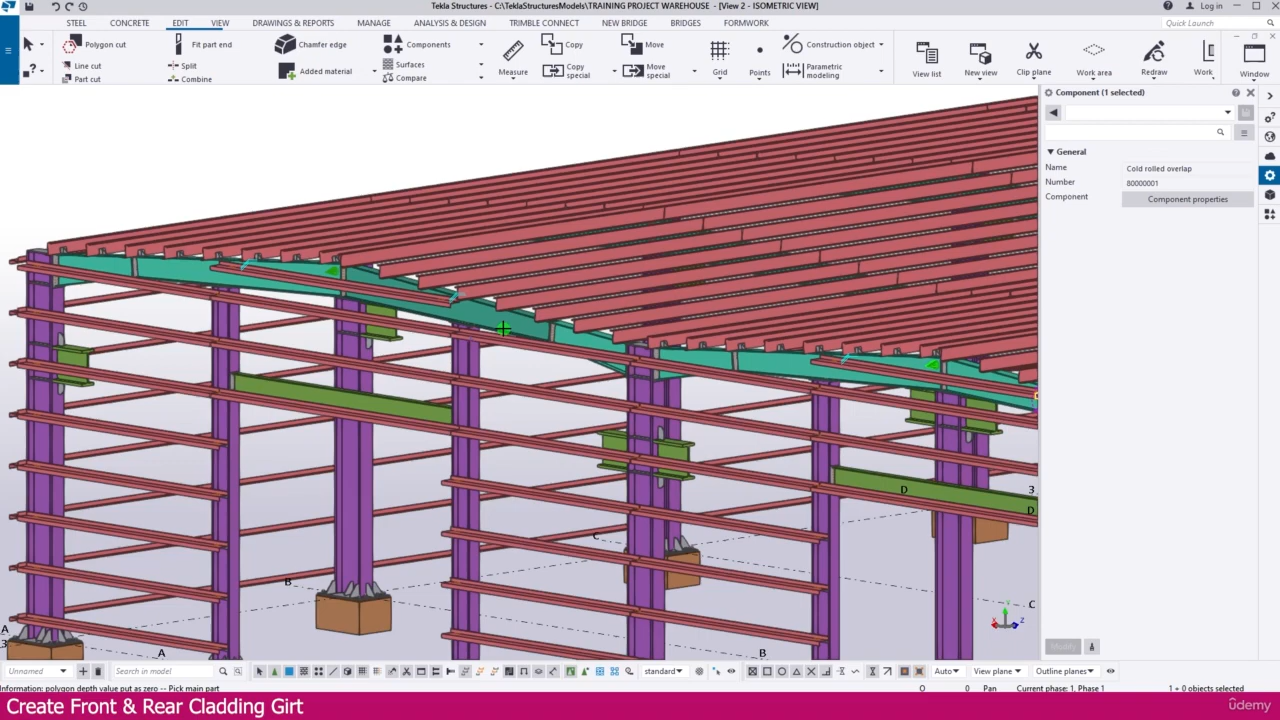 Tekla Structures - C:\TeklaStructuresModels\TRAINING PROJECT WAREHOUSE - [View 2 - ISOMETRIC VIEW]
Log in
STEEL CONCRETE EDIT VIEW DRAWINGS & REPORTS MANAGE ANALYSIS & DESIGN TRIMBLE CONNECT NEW BRIDGE BRIDGES FORMWORK
Quick Launch
Polygon cut
Line cut
Part cut
Fit part end
Split
Combine
Chamfer edge
Added material
Components
Surfaces
Compare
Measure
Copy
Copy special
Move
Move special
Grid
Points
Construction object
Parametric modeling
View list
New view
Clip plane
Work area
Redraw
Work
Window
Component (1 selected)
General
Name Cold rolled overlap
Number 80000001
Component Component properties
D
3
D
C
B
C
A
3
A
B
Modify
Unnamed
Search in model
standard
Auto
View plane
Outline planes
Information: polygon depth value put as zero -- Pick main part
O 0 Pan Current phase: 1, Phase 1 1 + 0 objects selected
Create Front & Rear Cladding Girt
ûdemy